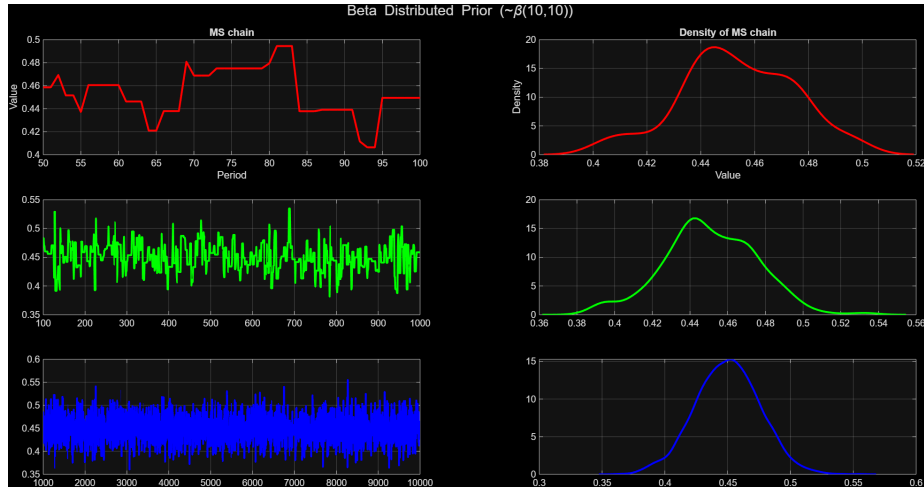 Beta Distributed Prior (~β(10,10))
MS chain
Density of MS chain
Value
0.5
0.48
0.46
0.44
0.42
0.4
50 55 60 65 70 75 80 85 90 95 100
Period
Density
20
15
10
5
0
0.38 0.4 0.42 0.44 0.46 0.48 0.5 0.52
Value
0.55
0.5
0.45
0.4
0.35
100 200 300 400 500 600 700 800 900 1000
20
15
10
5
0
0.36 0.38 0.4 0.42 0.44 0.46 0.48 0.5 0.52 0.54 0.56
0.6
0.55
0.5
0.45
0.4
0.35
1000 2000 3000 4000 5000 6000 7000 8000 9000 10000
15
10
5
0
0.3 0.35 0.4 0.45 0.5 0.55 0.6